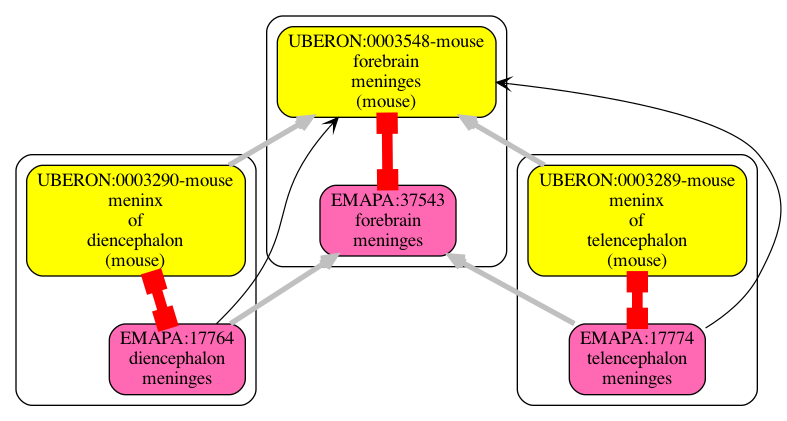 UBERON:0003548-mouse
forebrain
meninges
(mouse)
UBERON:0003290-mouse
meninx
of
diencephalon
(mouse)
EMAPA:37543
forebrain
meninges
UBERON:0003289-mouse
meninx
of
telencephalon
(mouse)
EMAPA:17764
diencephalon
meninges
EMAPA:17774
telencephalon
meninges